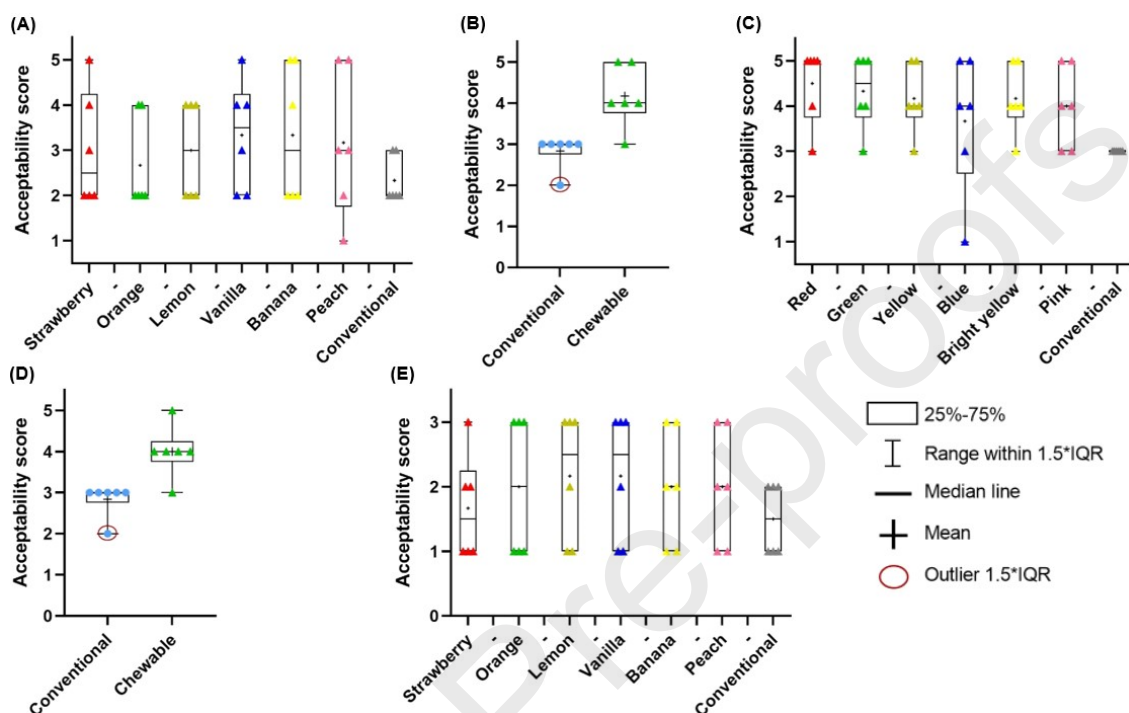 (A)
Acceptability score
5
4
3
2
1
Strawberry
-
Orange
-
Lemon
-
Vanilla
-
Banana
-
Peach
-
Conventional
(B)
Acceptability score
5
4
3
2
1
0
Conventional
Chewable
(C)
Acceptability score
5
4
3
2
1
Red
-
Green
-
Yellow
-
Blue
-
Bright yellow
-
Pink
-
Conventional
(D)
Acceptability score
5
4
3
2
1
0
Conventional
Chewable
(E)
Acceptability score
3
2
1
0
Strawberry
-
Orange
-
Lemon
-
Vanilla
-
Banana
-
Peach
-
Conventional
25%-75%
Range within 1.5*IQR
Median line
Mean
Outlier 1.5*IQR
Pre-proofs